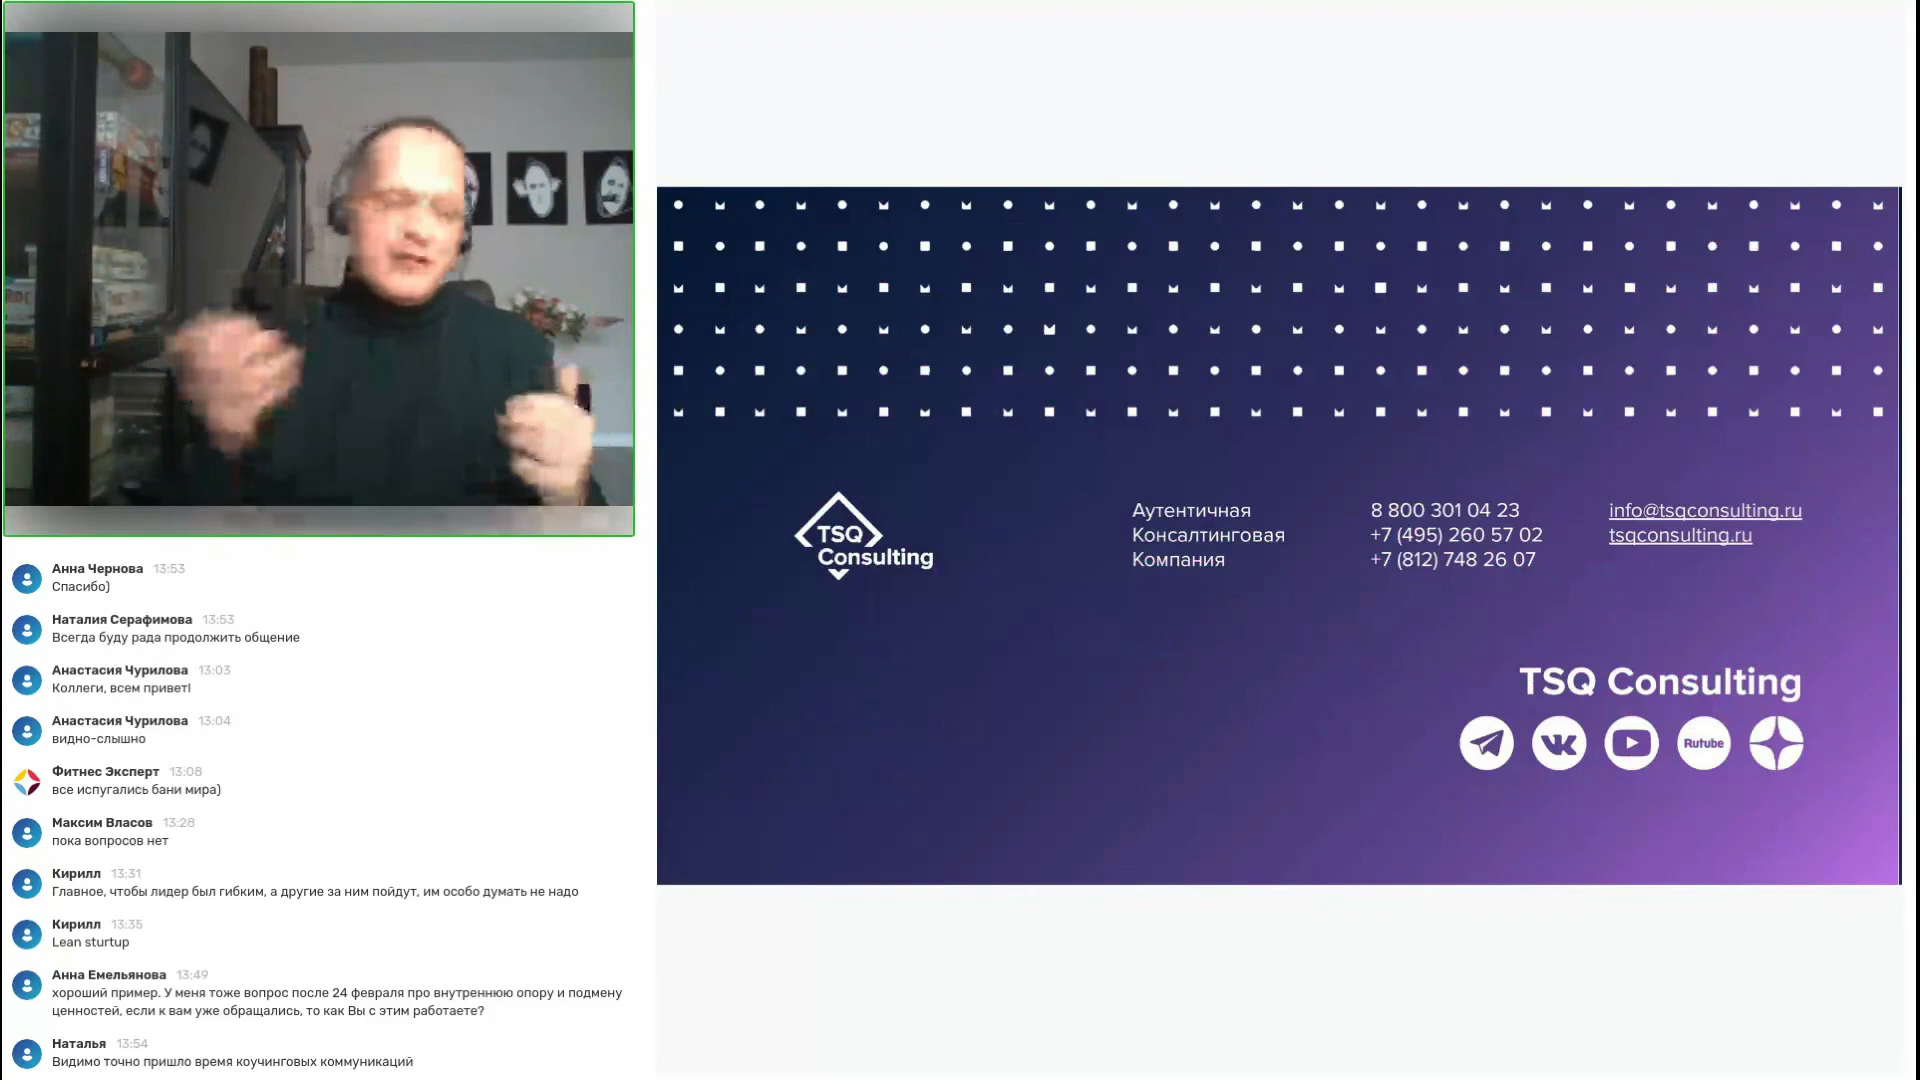 Анна Чернова 13:53
Спасибо)
Наталия Серафимова 13:53
Всегда буду рада продолжить общение
Анастасия Чурилова 13:03
Коллеги, всем привет!
Анастасия Чурилова 13:04
видно-слышно
Фитнес Эксперт 13:08
все испугались бани мира)
Максим Власов 13:28
пока вопросов нет
Кирилл 13:31
Главное, чтобы лидер был гибким, а другие за ним пойдут, им особо думать не надо
Кирилл 13:35
Lean sturtup
Анна Емельянова 13:49
хороший пример. У меня тоже вопрос после 24 февраля про внутреннюю опору и подмену
ценностей, если к вам уже обращались, то как Вы с этим работаете?
Наталья 13:54
Видимо точно пришло время коучинговых коммуникаций
TSQ
Consulting
Аутентичная
Консалтинговая
Компания
8 800 301 04 23
+7 (495) 260 57 02
+7 (812) 748 26 07
info@tsqconsulting.ru
tsqconsulting.ru
TSQ Consulting
Rutube